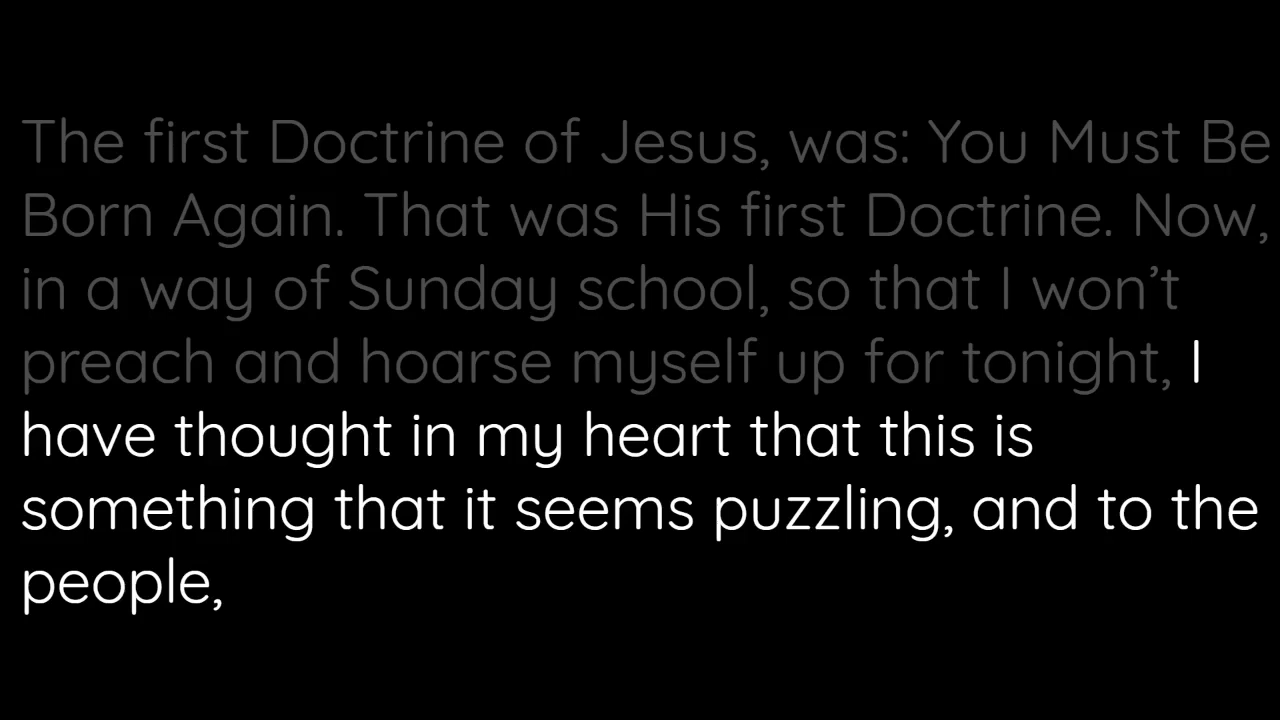 The first Doctrine of Jesus, was: You Must Be
Born Again. That was His first Doctrine. Now,
in a way of Sunday school, so that I won’t
preach and hoarse myself up for tonight, I
have thought in my heart that this is
something that it seems puzzling, and to the
people,